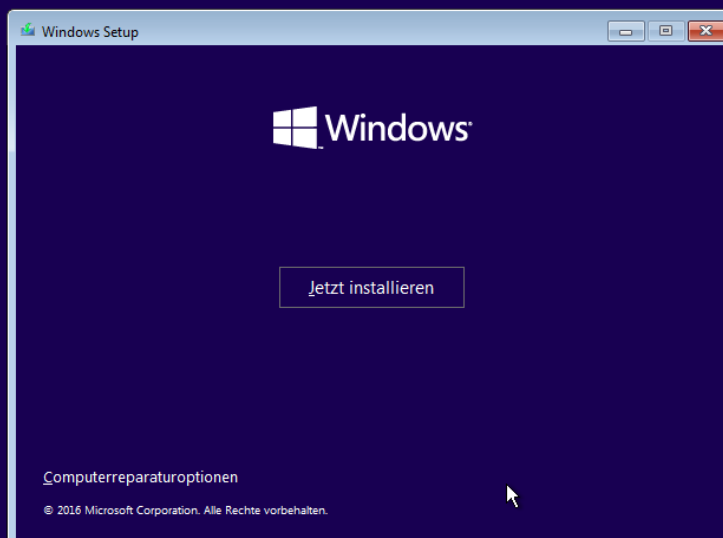 Windows Setup
Windows
Jetzt installieren
Computerreparaturoptionen
© 2016 Microsoft Corporation. Alle Rechte vorbehalten.